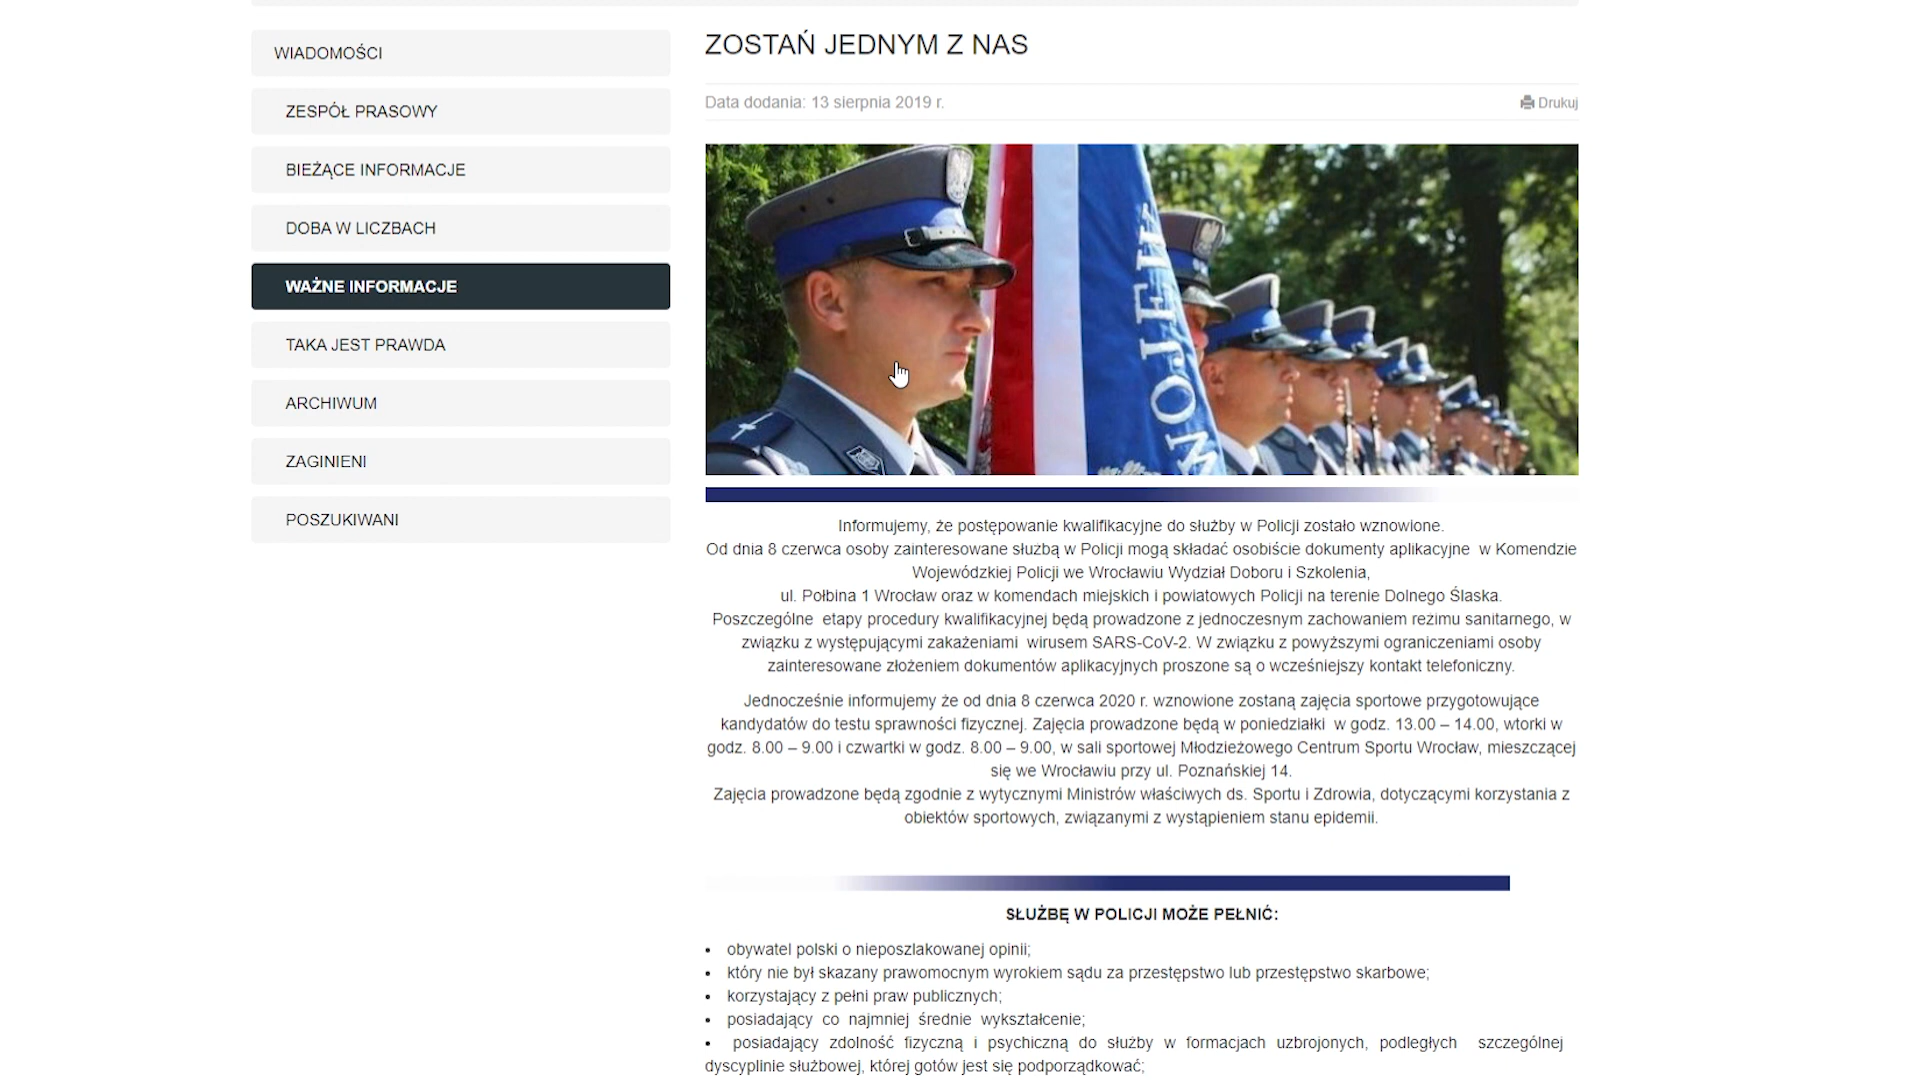 WIADOMOŚCI
ZESPÓŁ PRASOWY
BIEŻĄCE INFORMACJE
DOBA W LICZBACH
WAŻNE INFORMACJE
TAKA JEST PRAWDA
ARCHIWUM
ZAGINIENI
POSZUKIWANI
ZOSTAŃ JEDNYM Z NAS
Data dodania: 13 sierpnia 2019 r.
Drukuj
Informujemy, że postępowanie kwalifikacyjne do służby w Policji zostało wznowione.
Od dnia 8 czerwca osoby zainteresowane służbą w Policji mogą składać osobiście dokumenty aplikacyjne w Komendzie
Wojewódzkiej Policji we Wrocławiu Wydział Doboru i Szkolenia,
ul. Połbina 1 Wrocław oraz w komendach miejskich i powiatowych Policji na terenie Dolnego Ślaska.
Poszczególne etapy procedury kwalifikacyjnej będą prowadzone z jednoczesnym zachowaniem reżimu sanitarnego, w
związku z występującymi zakażeniami wirusem SARS-CoV-2. W związku z powyższymi ograniczeniami osoby
zainteresowane złożeniem dokumentów aplikacyjnych proszone są o wcześniejszy kontakt telefoniczny.
Jednocześnie informujemy że od dnia 8 czerwca 2020 r. wznowione zostaną zajęcia sportowe przygotowujące
kandydatów do testu sprawności fizycznej. Zajęcia prowadzone będą w poniedziałki w godz. 13.00 – 14.00, wtorki w
godz. 8.00 – 9.00 i czwartki w godz. 8.00 – 9.00, w sali sportowej Młodzieżowego Centrum Sportu Wrocław, mieszczącej
się we Wrocławiu przy ul. Poznańskiej 14.
Zajęcia prowadzone będą zgodnie z wytycznymi Ministrów właściwych ds. Sportu i Zdrowia, dotyczącymi korzystania z
obiektów sportowych, związanymi z wystąpieniem stanu epidemii.
SŁUŻBĘ W POLICJI MOŻE PEŁNIĆ:
• obywatel polski o nieposzlakowanej opinii;
• który nie był skazany prawomocnym wyrokiem sądu za przestępstwo lub przestępstwo skarbowe;
• korzystający z pełni praw publicznych;
• posiadający co najmniej średnie wykształcenie;
• posiadający zdolność fizyczną i psychiczną do służby w formacjach uzbrojonych, podległych szczególnej
dyscyplinie służbowej, której gotów jest się podporządkować;